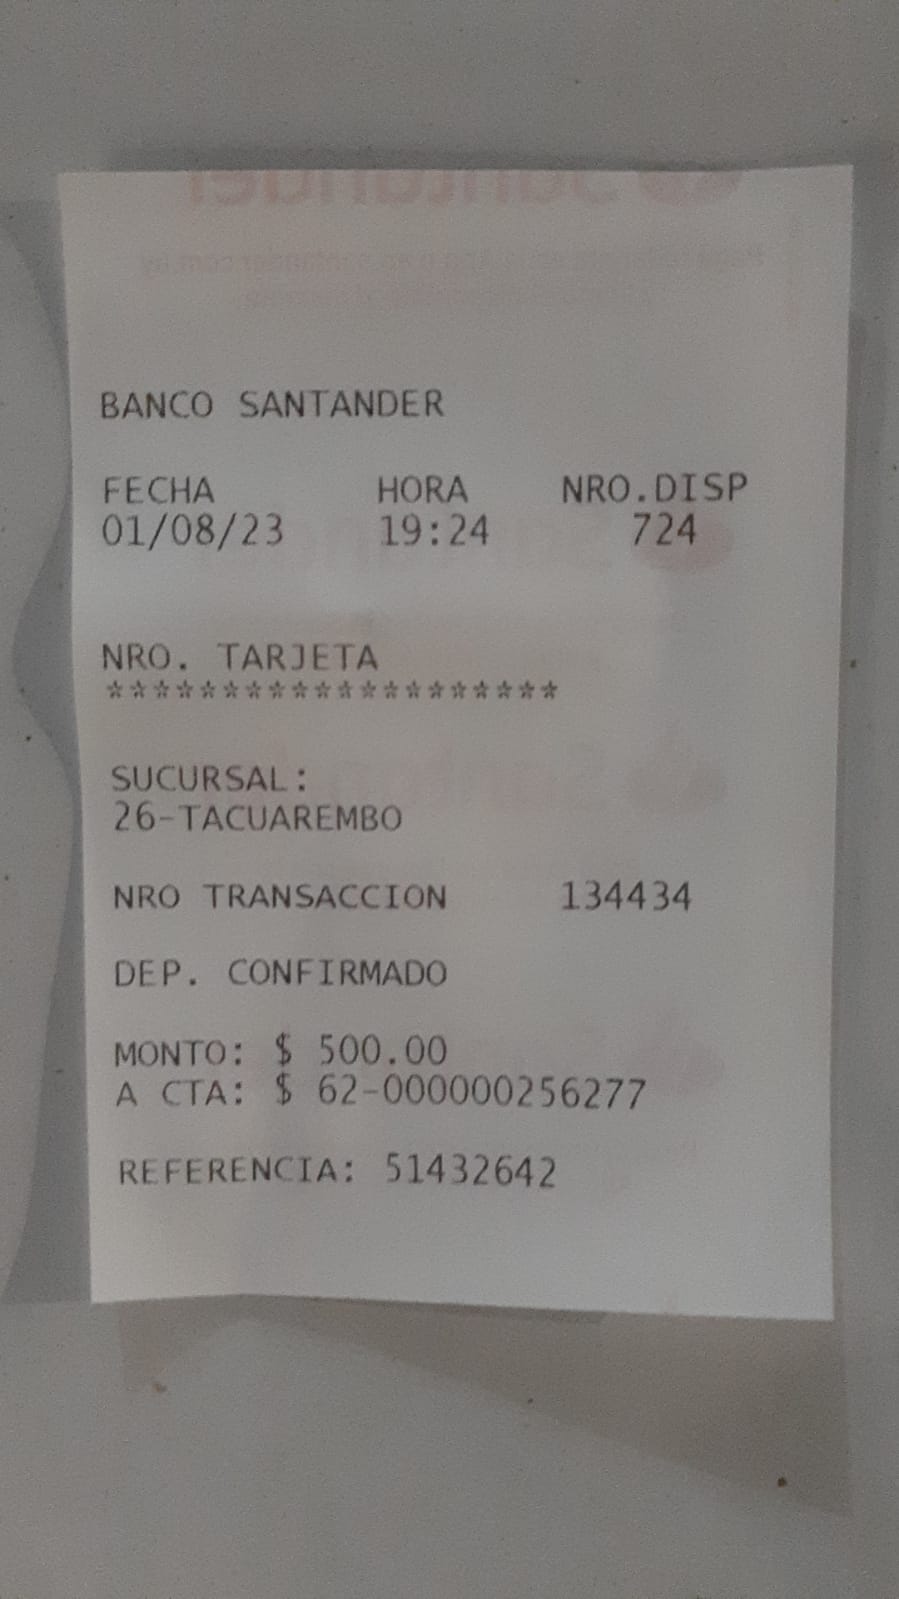 BANCO SANTANDER
FECHA HORA NRO.DISP
01/08/23 19:24 724
NRO. TARJETA
********************
SUCURSAL:
26-TACUAREMBO
NRO TRANSACCION 134434
DEP. CONFIRMADO
MONTO: $ 500.00
A CTA: $ 62-000000256277
REFERENCIA: 51432642